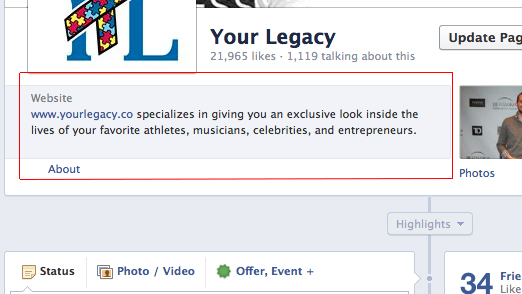 YL
Your Legacy
Update Pag
21,965 likes · 1,119 talking about this
Website
www.yourlegacy.co specializes in giving you an exclusive look inside the
lives of your favorite athletes, musicians, celebrities, and entrepreneurs.
About
Photos
Highlights
Status
Photo / Video
Offer, Event +
34 Frie
Like